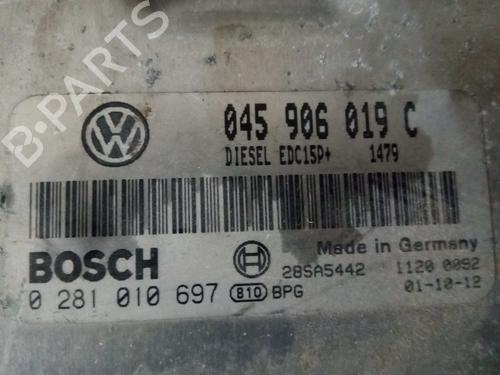 B-PARTS
045 906 019 C
DIESEL EDC15P+ 1479
BOSCH
Made in Germany
28SA5442 1120 0092
0 281 010 697 810 BPG 01-10-12